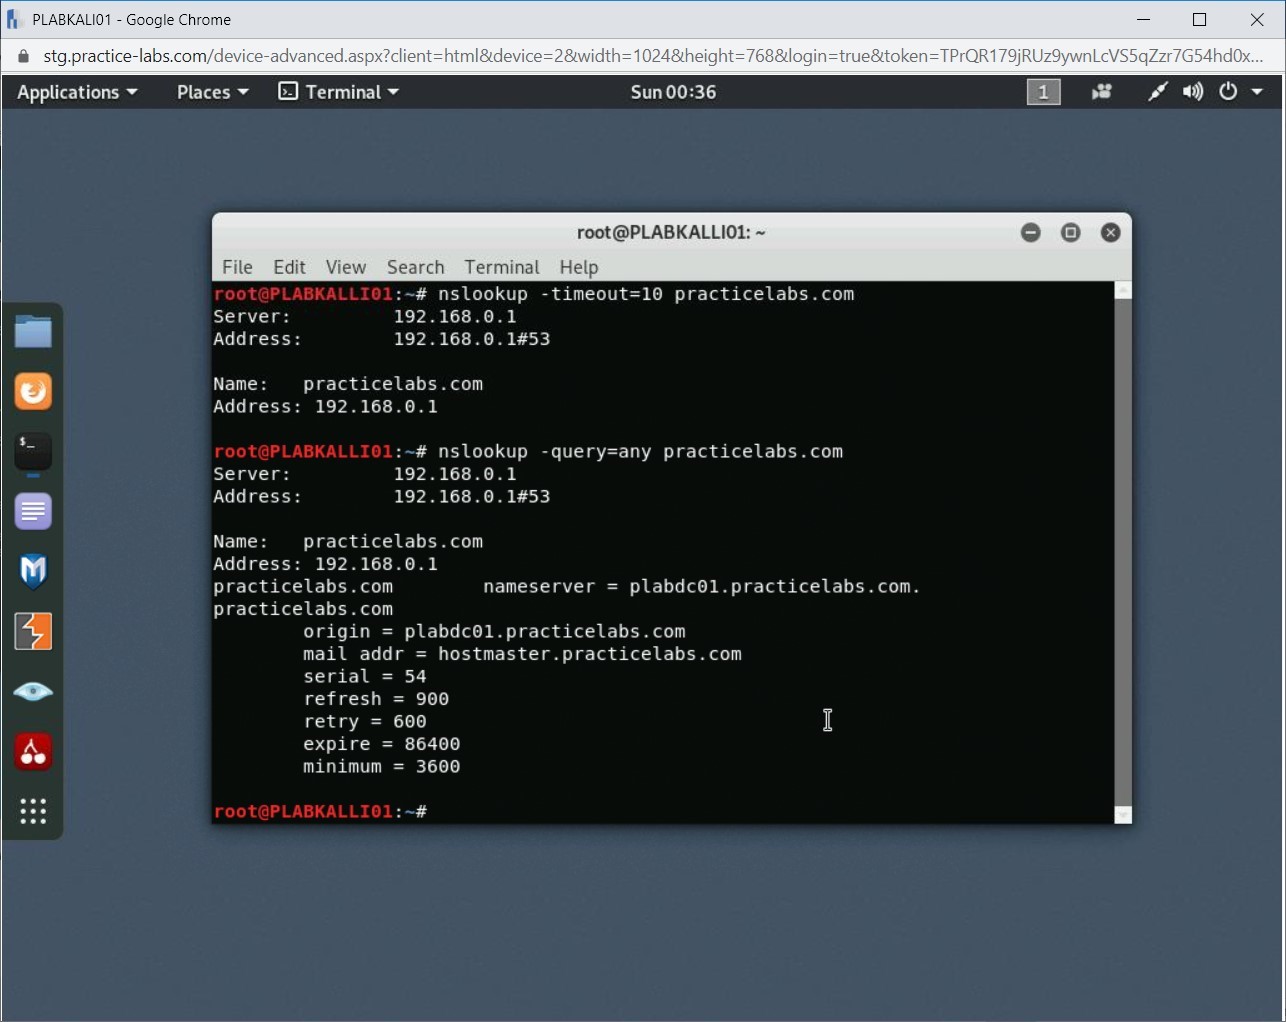 PLABKALI01 - Google Chrome
stg.practice-labs.com/device-advanced.aspx?client=html&device=2&width=1024&height=768&login=true&token=TPrQR179jRUz9ywnLcVS5qZzr7G54hd0x...
Applications Places Terminal Sun 00:36 1
root@PLABKALLI01: ~
File Edit View Search Terminal Help
root@PLABKALLI01:~# nslookup -timeout=10 practicelabs.com
Server: 192.168.0.1
Address: 192.168.0.1#53
Name: practicelabs.com
Address: 192.168.0.1
root@PLABKALLI01:~# nslookup -query=any practicelabs.com
Server: 192.168.0.1
Address: 192.168.0.1#53
Name: practicelabs.com
Address: 192.168.0.1
practicelabs.com nameserver = plabdc01.practicelabs.com.
practicelabs.com
origin = plabdc01.practicelabs.com
mail addr = hostmaster.practicelabs.com
serial = 54
refresh = 900
retry = 600
expire = 86400
minimum = 3600
root@PLABKALLI01:~#
$_